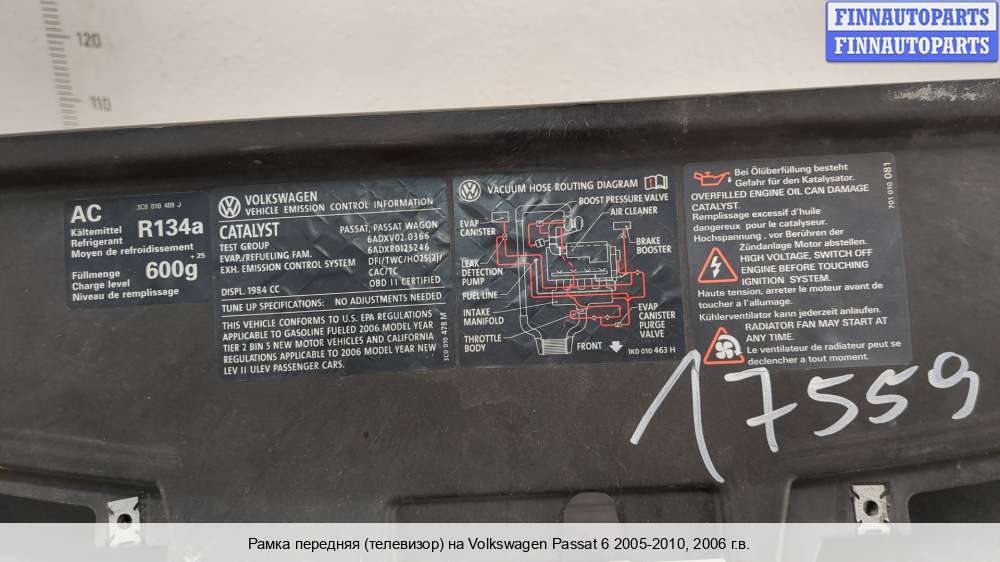 FINNAUTOPARTS
FINNAUTOPARTS
120
110
AC
3C0 010 409 J
Kältemittel
Refrigerant
Moyen de refroidissement
R134a
Füllmenge
Charge level
Niveau de remplissage
600g
+ 25
VOLKSWAGEN
VEHICLE EMISSION CONTROL INFORMATION
CATALYST
PASSAT, PASSAT WAGON
TEST GROUP
6ADXV02.0366
EVAP./REFUELING FAM.
6ADXR0125246
EXH. EMISSION CONTROL SYSTEM
DFI/TWC/HO2S(2)/
CAC/TC
OBD II CERTIFIED
DISPL. 1984 CC
TUNE UP SPECIFICATIONS: NO ADJUSTMENTS NEEDED
THIS VEHICLE CONFORMS TO U.S. EPA REGULATIONS
APPLICABLE TO GASOLINE FUELED 2006 MODEL YEAR
TIER 2 BIN 5 NEW MOTOR VEHICLES AND CALIFORNIA
REGULATIONS APPLICABLE TO 2006 MODEL YEAR NEW
LEV II ULEV PASSENGER CARS.
3C0 010 478 M
VACUUM HOSE ROUTING DIAGRAM
BOOST PRESSURE VALVE
AIR CLEANER
EVAP
CANISTER
BRAKE
BOOSTER
LEAK
DETECTION
PUMP
FUEL LINE
INTAKE
MANIFOLD
THROTTLE
BODY
EVAP
CANISTER
PURGE
VALVE
FRONT
1K0 010 463 H
Bei Ölüberfüllung besteht
Gefahr für den Katalysator.
OVERFILLED ENGINE OIL CAN DAMAGE
CATALYST.
Remplissage excessif d'huile
dangereux pour le catalyseur.
Hochspannung, vor Berühren der
Zündanlage Motor abstellen.
HIGH VOLTAGE, SWITCH OFF
ENGINE BEFORE TOUCHING
IGNITION SYSTEM.
Haute tension, arreter le moteur avant de
toucher a l'allumage.
Kühlerventilator kann jederzeit anlaufen.
RADIATOR FAN MAY START AT
ANY TIME.
Le ventilateur de radiateur peut se
declencher a tout moment.
701 010 081
17559
Рамка передняя (телевизор) на Volkswagen Passat 6 2005-2010, 2006 г.в.